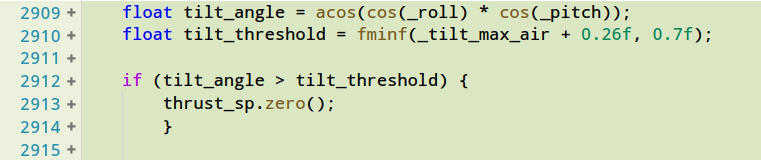 2909 + float tilt_angle = acos(cos(_roll) * cos(_pitch));
2910 + float tilt_threshold = fminf(_tilt_max_air + 0.26f, 0.7f);
2911 +
2912 + if (tilt_angle > tilt_threshold) {
2913 + thrust_sp.zero();
2914 + }
2915 +